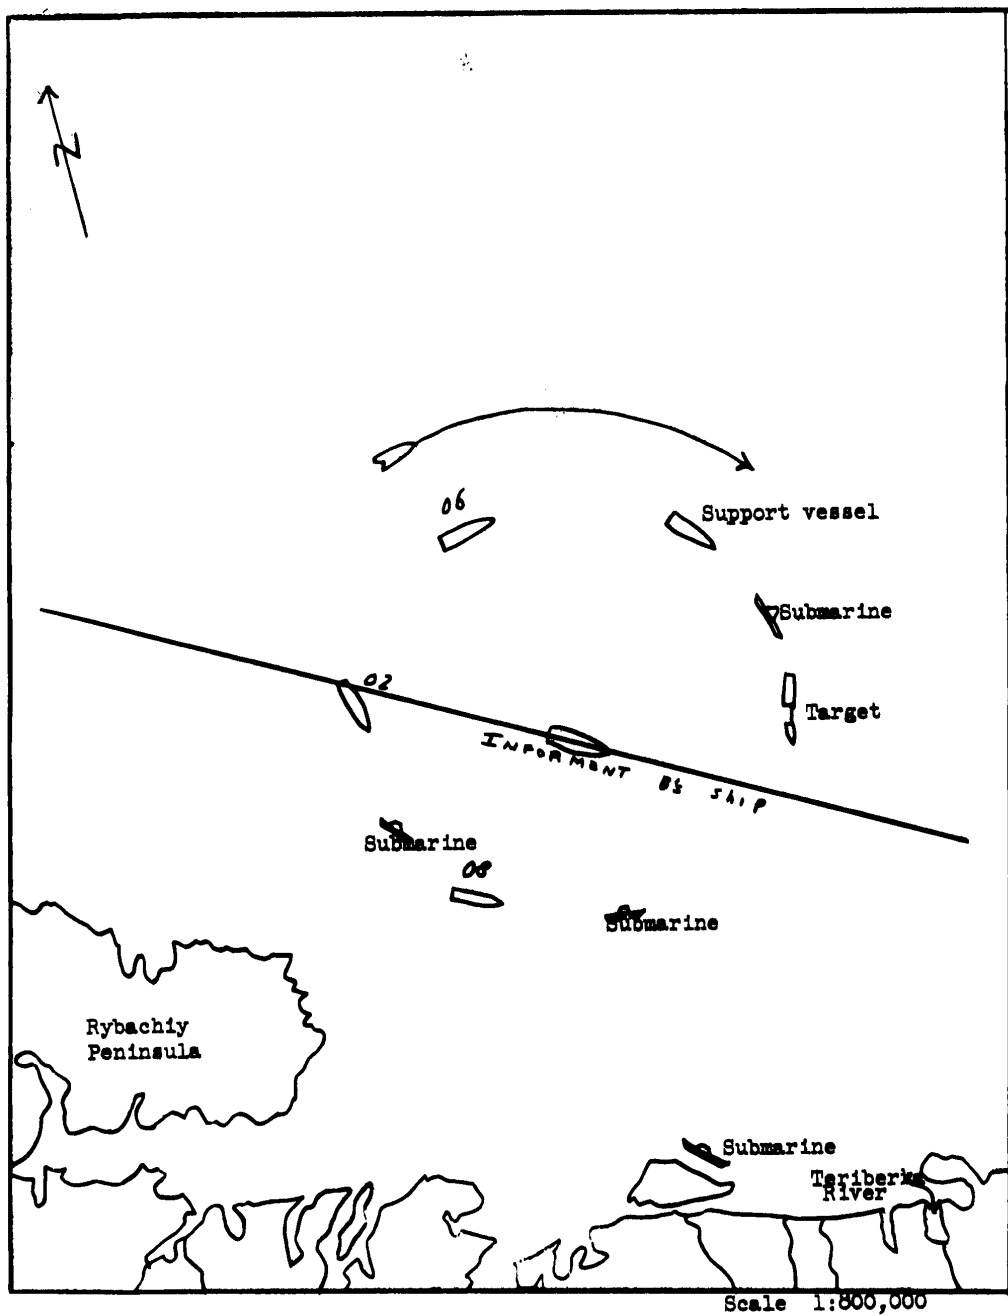 N
06
Support vessel
Submarine
02
Target
INFORMENT B's ship
Submarine
08
Submarine
Rybachiy
Peninsula
Submarine
Teriberka
River
Scale 1:800,000